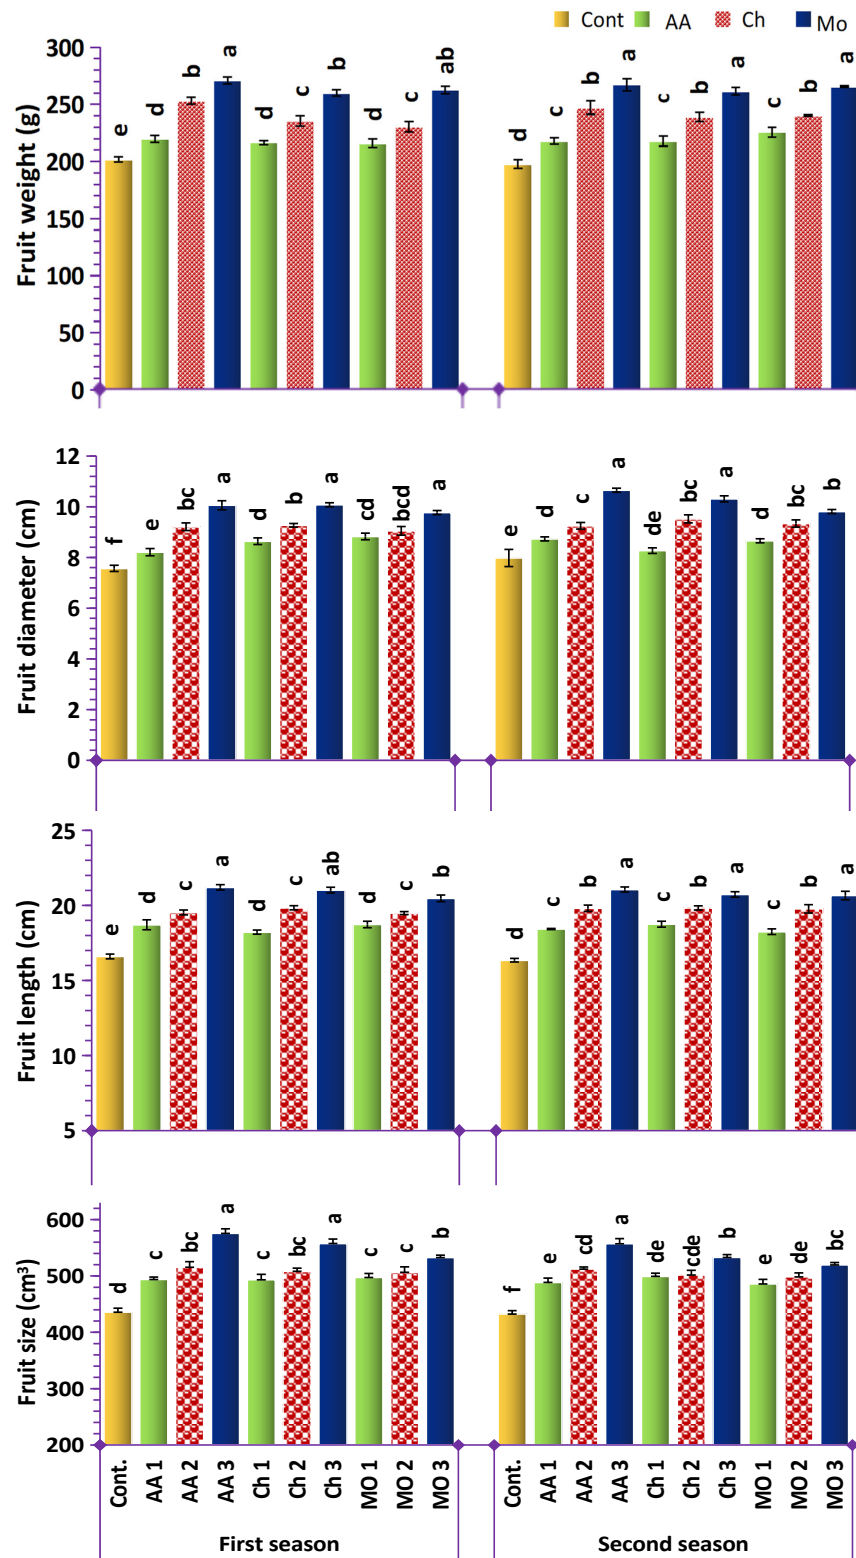 Cont AA Ch Mo
Fruit weight (g)
300
250
200
150
100
50
0
e d b a d c b d c ab
d c b a c b a c b a
Fruit diameter (cm)
12
10
8
6
4
2
0
f e bc a d b a cd bcd a
e d c a de bc a d bc b
Fruit length (cm)
25
20
15
10
5
e d c a d c ab d c b
d c b a c b a c b a
Fruit size (cm³)
600
500
400
300
200
d c bc a c bc a c c b
f e cd a de cde b e de bc
Cont. AA 1 AA 2 AA 3 Ch 1 Ch 2 Ch 3 MO 1 MO 2 MO 3
Cont. AA 1 AA 2 AA 3 Ch 1 Ch 2 Ch 3 MO 1 MO 2 MO 3
First season
Second season